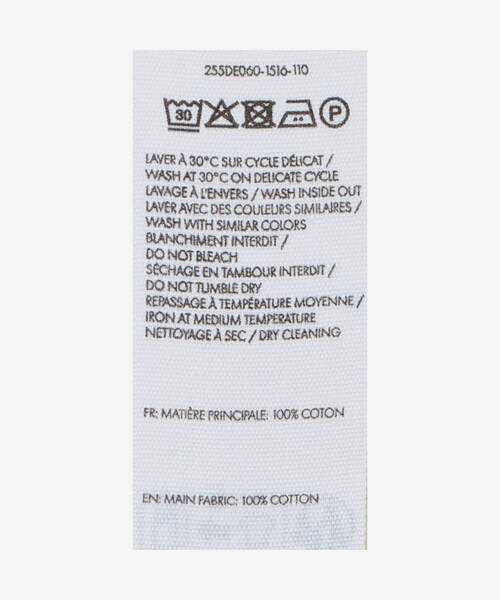 255DE060-1516-110
30 P
LAVER À 30°C SUR CYCLE DÉLICAT /
WASH AT 30°C ON DELICATE CYCLE
LAVAGE À L'ENVERS / WASH INSIDE OUT
LAVER AVEC DES COULEURS SIMILAIRES /
WASH WITH SIMILAR COLORS
BLANCHIMENT INTERDIT /
DO NOT BLEACH
SÉCHAGE EN TAMBOUR INTERDIT /
DO NOT TUMBLE DRY
REPASSAGE À TEMPÉRATURE MOYENNE /
IRON AT MEDIUM TEMPERATURE
NETTOYAGE À SEC / DRY CLEANING
FR: MATIÈRE PRINCIPALE: 100% COTON
EN: MAIN FABRIC: 100% COTTON